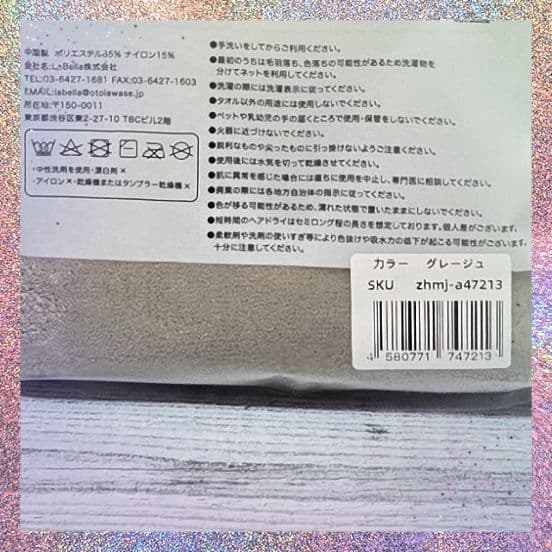 中国製 ポリエステル85% ナイロン15%
会社名:LaBella株式会社
TEL:03-6427-1681 FAX:03-6427-1603
EMAIL:labella@otolawase.jp
所在地:〒150-0011
東京都渋谷区東2-27-10 TBCビル2階
・中性洗剤を使用・漂白剤×
・アイロン×・乾燥機またはタンブラー乾燥機×
●手洗いをしてからご利用ください。
●最初のうちは毛羽落ち、色落ちの可能性があるため洗濯物を
分けてネットを利用してください。
●洗濯の際には洗濯表示に従ってください。
●タオル以外の用途には使用しないでください。
●ペットや乳幼児の手の届くところで使用・保管をしないでください。
●火器に近づけないでください。
●鋭利なものや尖ったものに引っ掛けないようご注意ください。
●使用後には水気を切って乾燥させてください。
●肌に異常を感じた場合には直ちに使用を中止し、専門医に相談してください。
●廃棄の際には各地方自治体の指示に従ってください。
●色が移る可能性があるため、濡れた状態で置いたままにしないでください。
●短時間のヘアドライはセミロング程の長さを想定しております。個人差がございます。
●柔軟剤や洗剤の使いすぎ等により色抜けや吸水力の低下が起こる可能性がございます。
十分に注意してください。
カラー グレージュ
SKU zhmj-a47213
4 580771 747213